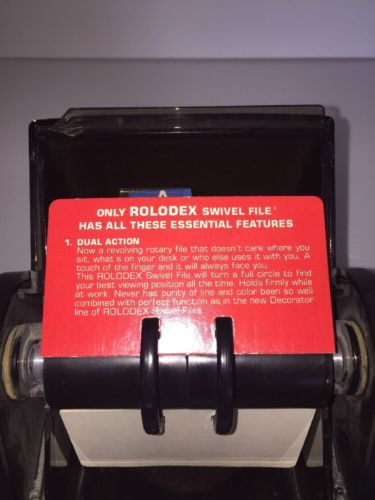 A
ONLY ROLODEX SWIVEL FILE®
HAS ALL THESE ESSENTIAL FEATURES
1. DUAL ACTION
Now a revolving rotary file that doesn't care where you
sit, what's on your desk or who else uses it with you. A
touch of the finger and it will always face you.
This ROLODEX Swivel File will turn a full circle to find
your best viewing position all the time. Holds firmly while
at work. Never has purity of line and color been so well
combined with perfect function as in the new Decorator
line of ROLODEX Swivel Files